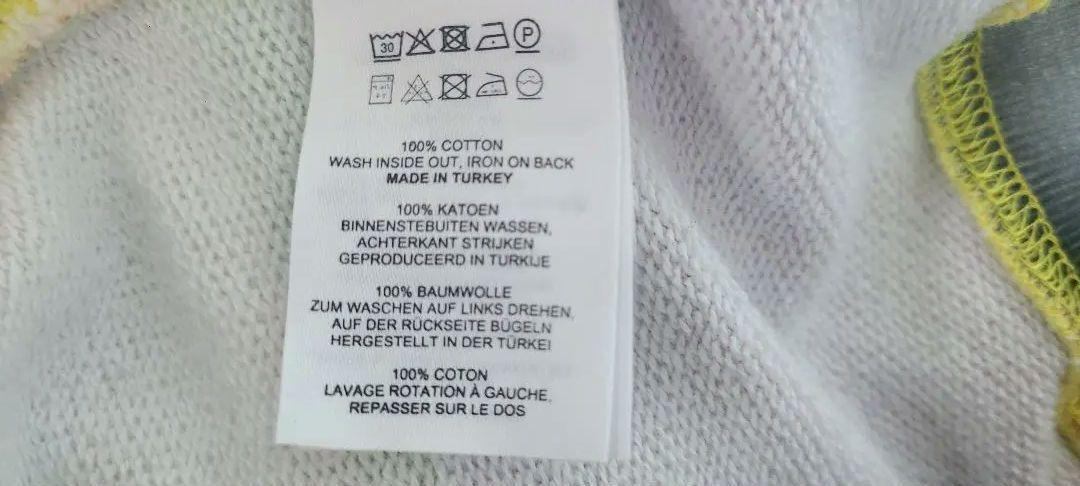 30
P
100% COTTON
WASH INSIDE OUT, IRON ON BACK
MADE IN TURKEY
100% KATOEN
BINNENSTEBUITEN WASSEN,
ACHTERKANT STRIJKEN
GEPRODUCEERD IN TURKIJE
100% BAUMWOLLE
ZUM WASCHEN AUF LINKS DREHEN,
AUF DER RÜCKSEITE BÜGELN
HERGESTELLT IN DER TÜRKEI
100% COTON
LAVAGE ROTATION À GAUCHE,
REPASSER SUR LE DOS